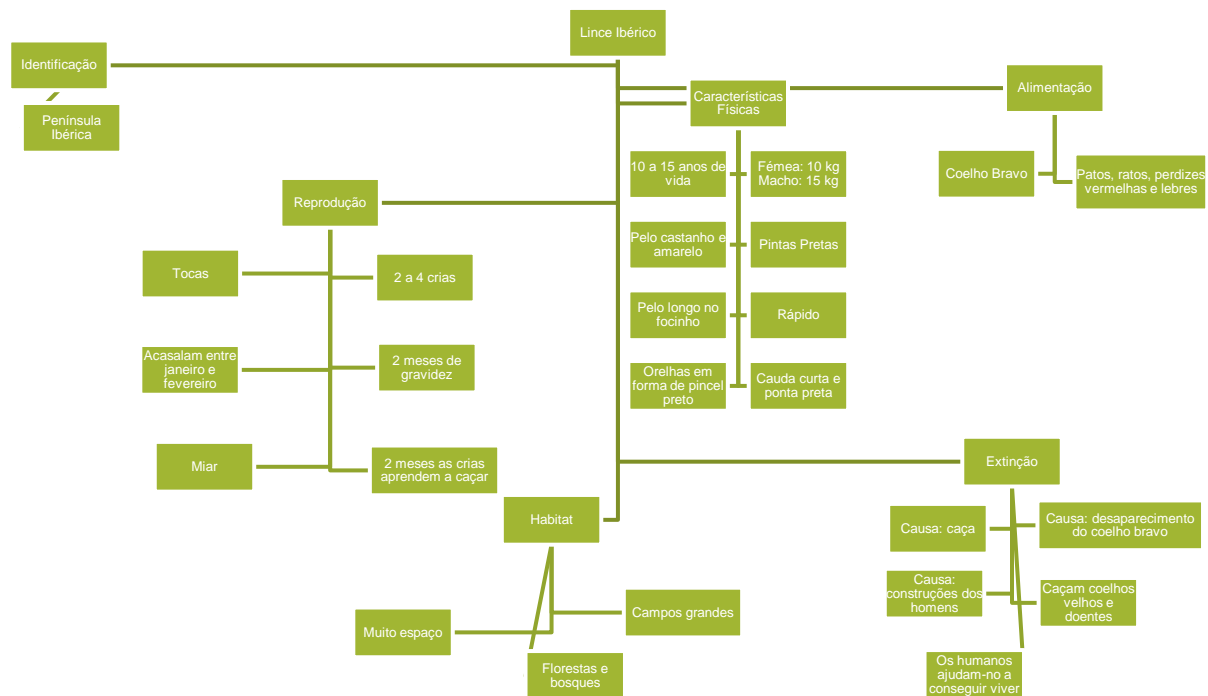 Lince Ibérico
Identificação
Península
Ibérica
Características
Físicas
10 a 15 anos de
vida
Fémea: 10 kg
Macho: 15 kg
Pelo castanho e
amarelo
Pintas Pretas
Pelo longo no
focinho
Rápido
Orelhas em
forma de pincel
preto
Cauda curta e
ponta preta
Alimentação
Coelho Bravo
Patos, ratos, perdizes
vermelhas e lebres
Reprodução
Tocas
2 a 4 crias
Acasalam entre
janeiro e
fevereiro
2 meses de
gravidez
Miar
2 meses as crias
aprendem a caçar
Habitat
Muito espaço
Campos grandes
Florestas e
bosques
Extinção
Causa: caça
Causa: desaparecimento
do coelho bravo
Causa:
construções dos
homens
Caçam coelhos
velhos e
doentes
Os humanos
ajudam-no a
conseguir viver